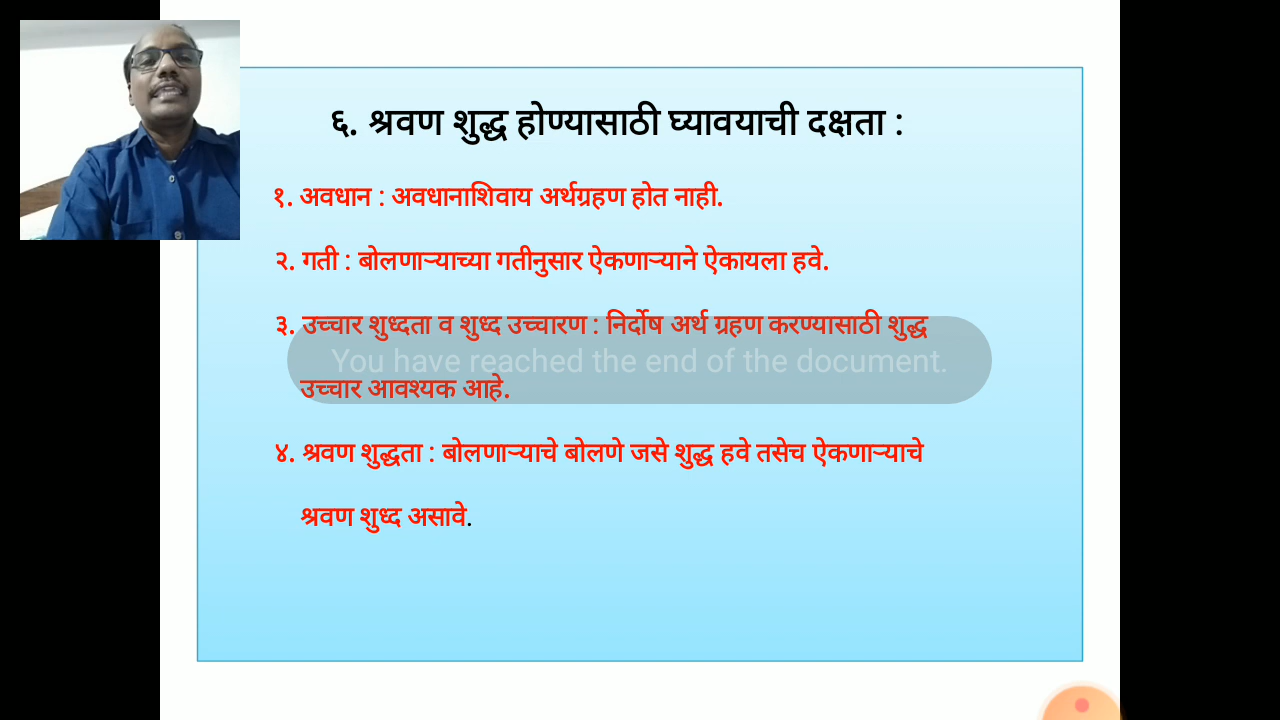 ६. श्रवण शुद्ध होण्यासाठी घ्यावयाची दक्षता :
१. अवधान : अवधानाशिवाय अर्थग्रहण होत नाही.
२. गती : बोलणाऱ्याच्या गतीनुसार ऐकणाऱ्याने ऐकायला हवे.
३. उच्चार शुध्दता व शुध्द उच्चारण : निर्दोष अर्थ ग्रहण करण्यासाठी शुद्ध
You have reached the end of the document.
उच्चार आवश्यक आहे.
४. श्रवण शुद्धता : बोलणाऱ्याचे बोलणे जसे शुद्ध हवे तसेच ऐकणाऱ्याचे
श्रवण शुध्द असावे.